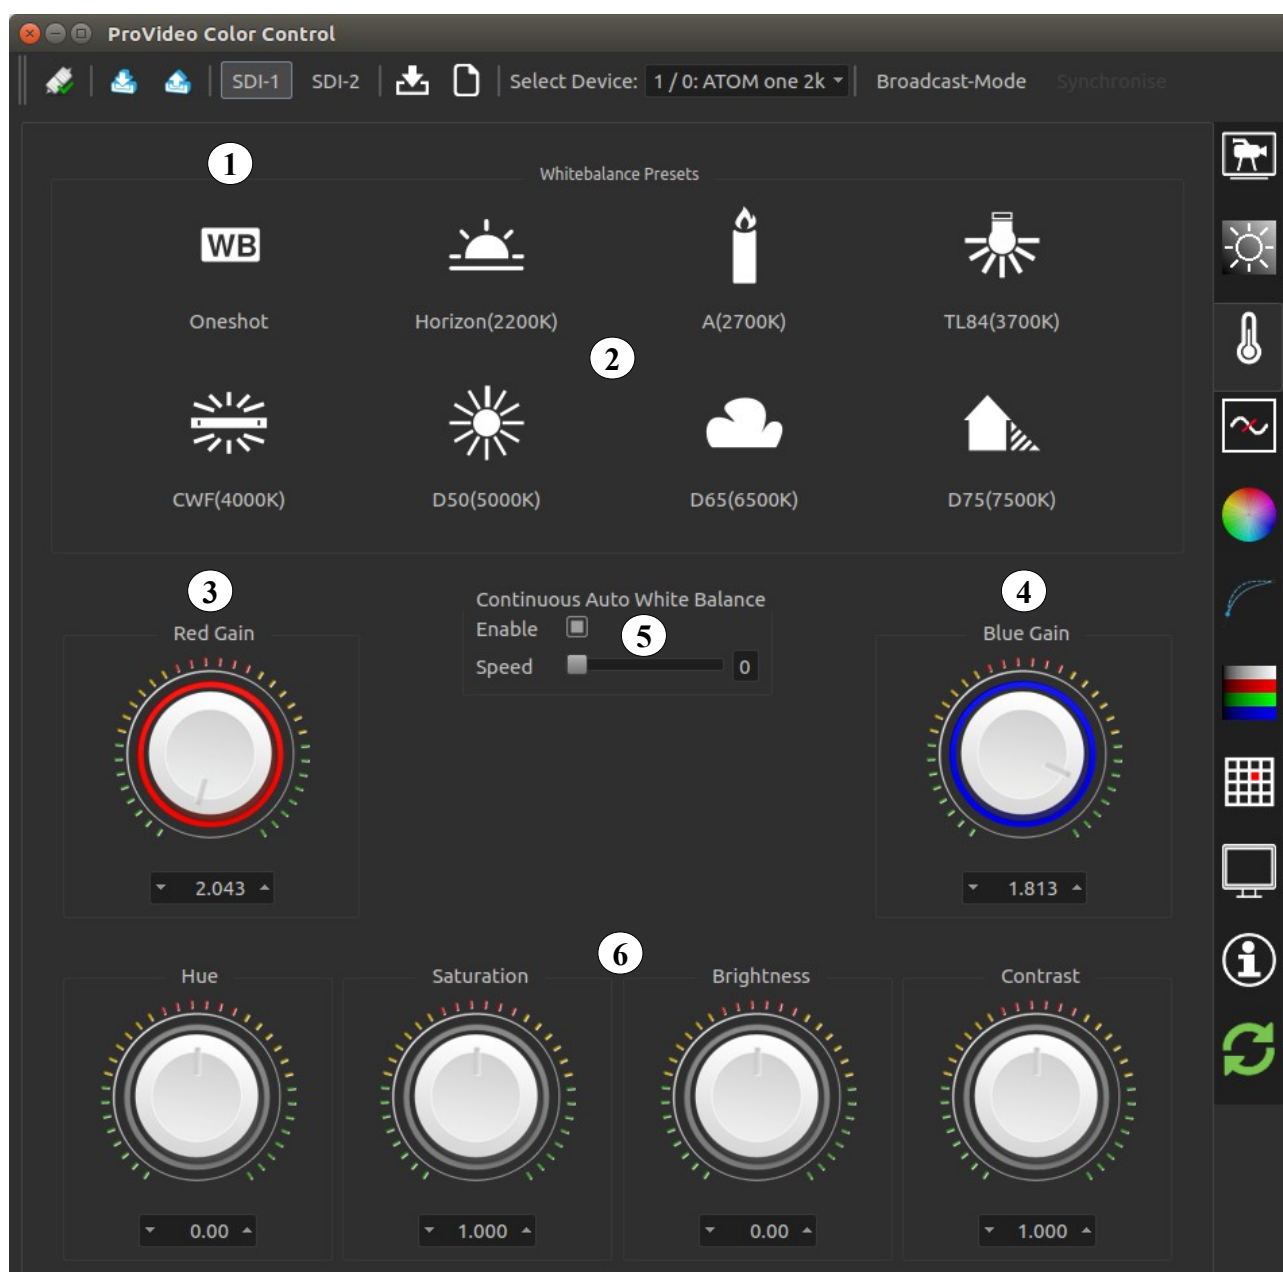 ProVideo Color Control
SDI-1 SDI-2 Select Device: 1 / 0: ATOM one 2k Broadcast-Mode Synchronise
1
Whitebalance Presets
WB
Oneshot Horizon(2200K) A(2700K) TL84(3700K)
2
CWF(4000K) D50(5000K) D65(6500K) D75(7500K)
3 4
Continuous Auto White Balance
Red Gain Enable 5 Blue Gain
Speed 0
2.043 1.813
6
Hue Saturation Brightness Contrast
0.00 1.000 0.00 1.000